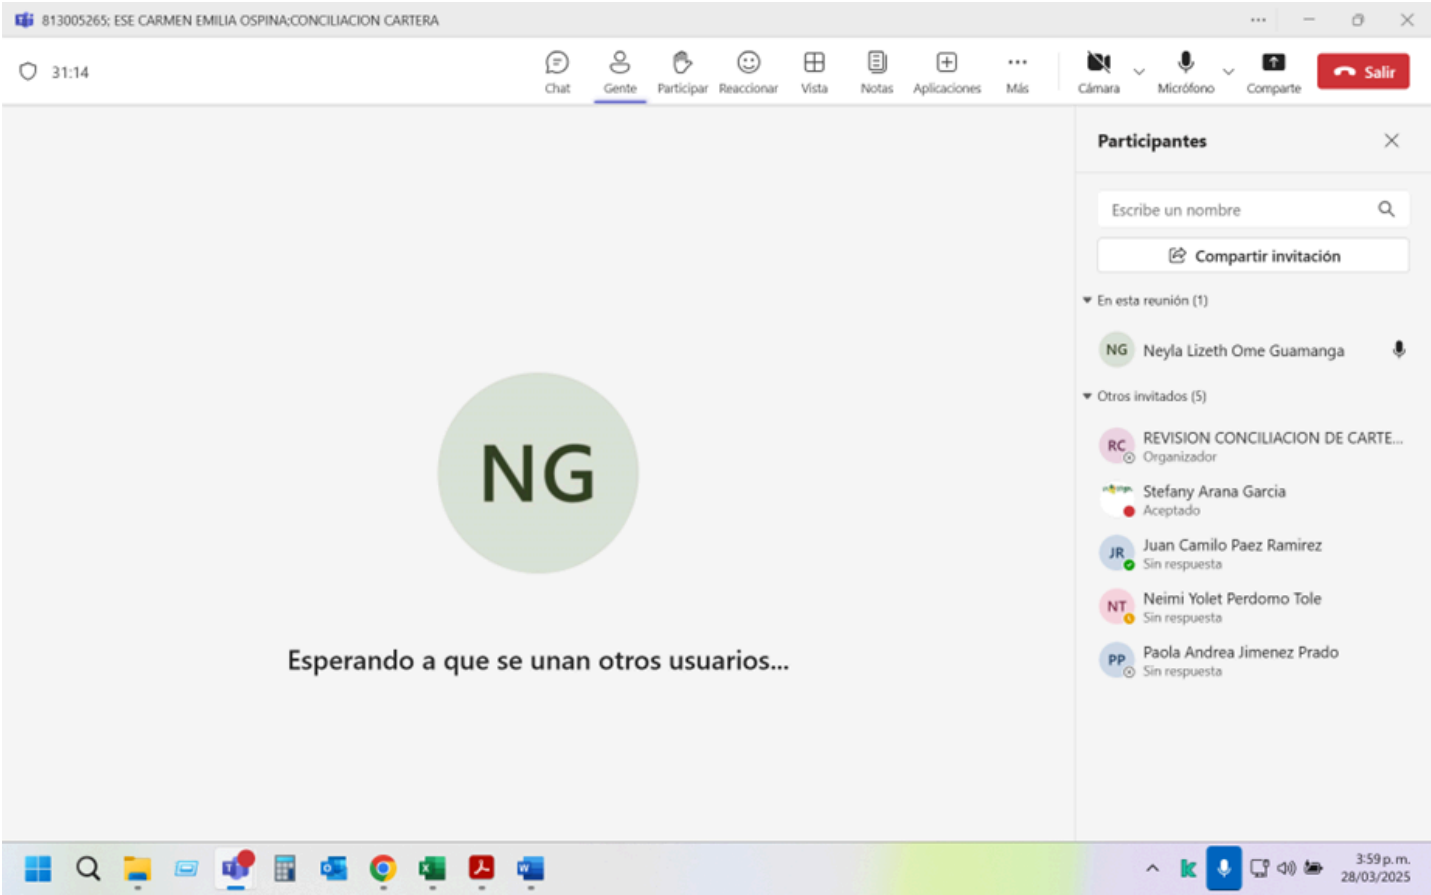 813005265; ESE CARMEN EMILIA OSPINA;CONCILIACION CARTERA
31:14
Chat
Gente
Participar
Reaccionar
Vista
Notas
Aplicaciones
Más
Cámara
Micrófono
Comparte
Salir
Participantes
Escribe un nombre
Compartir invitación
En esta reunión (1)
NG Neyla Lizeth Ome Guamanga
Otros invitados (5)
RC REVISION CONCILIACION DE CARTE...
Organizador
Stefany Arana Garcia
Aceptado
JR Juan Camilo Paez Ramirez
Sin respuesta
NT Neimi Yolet Perdomo Tole
Sin respuesta
PP Paola Andrea Jimenez Prado
Sin respuesta
NG
Esperando a que se unan otros usuarios...
3:59 p. m.
28/03/2025